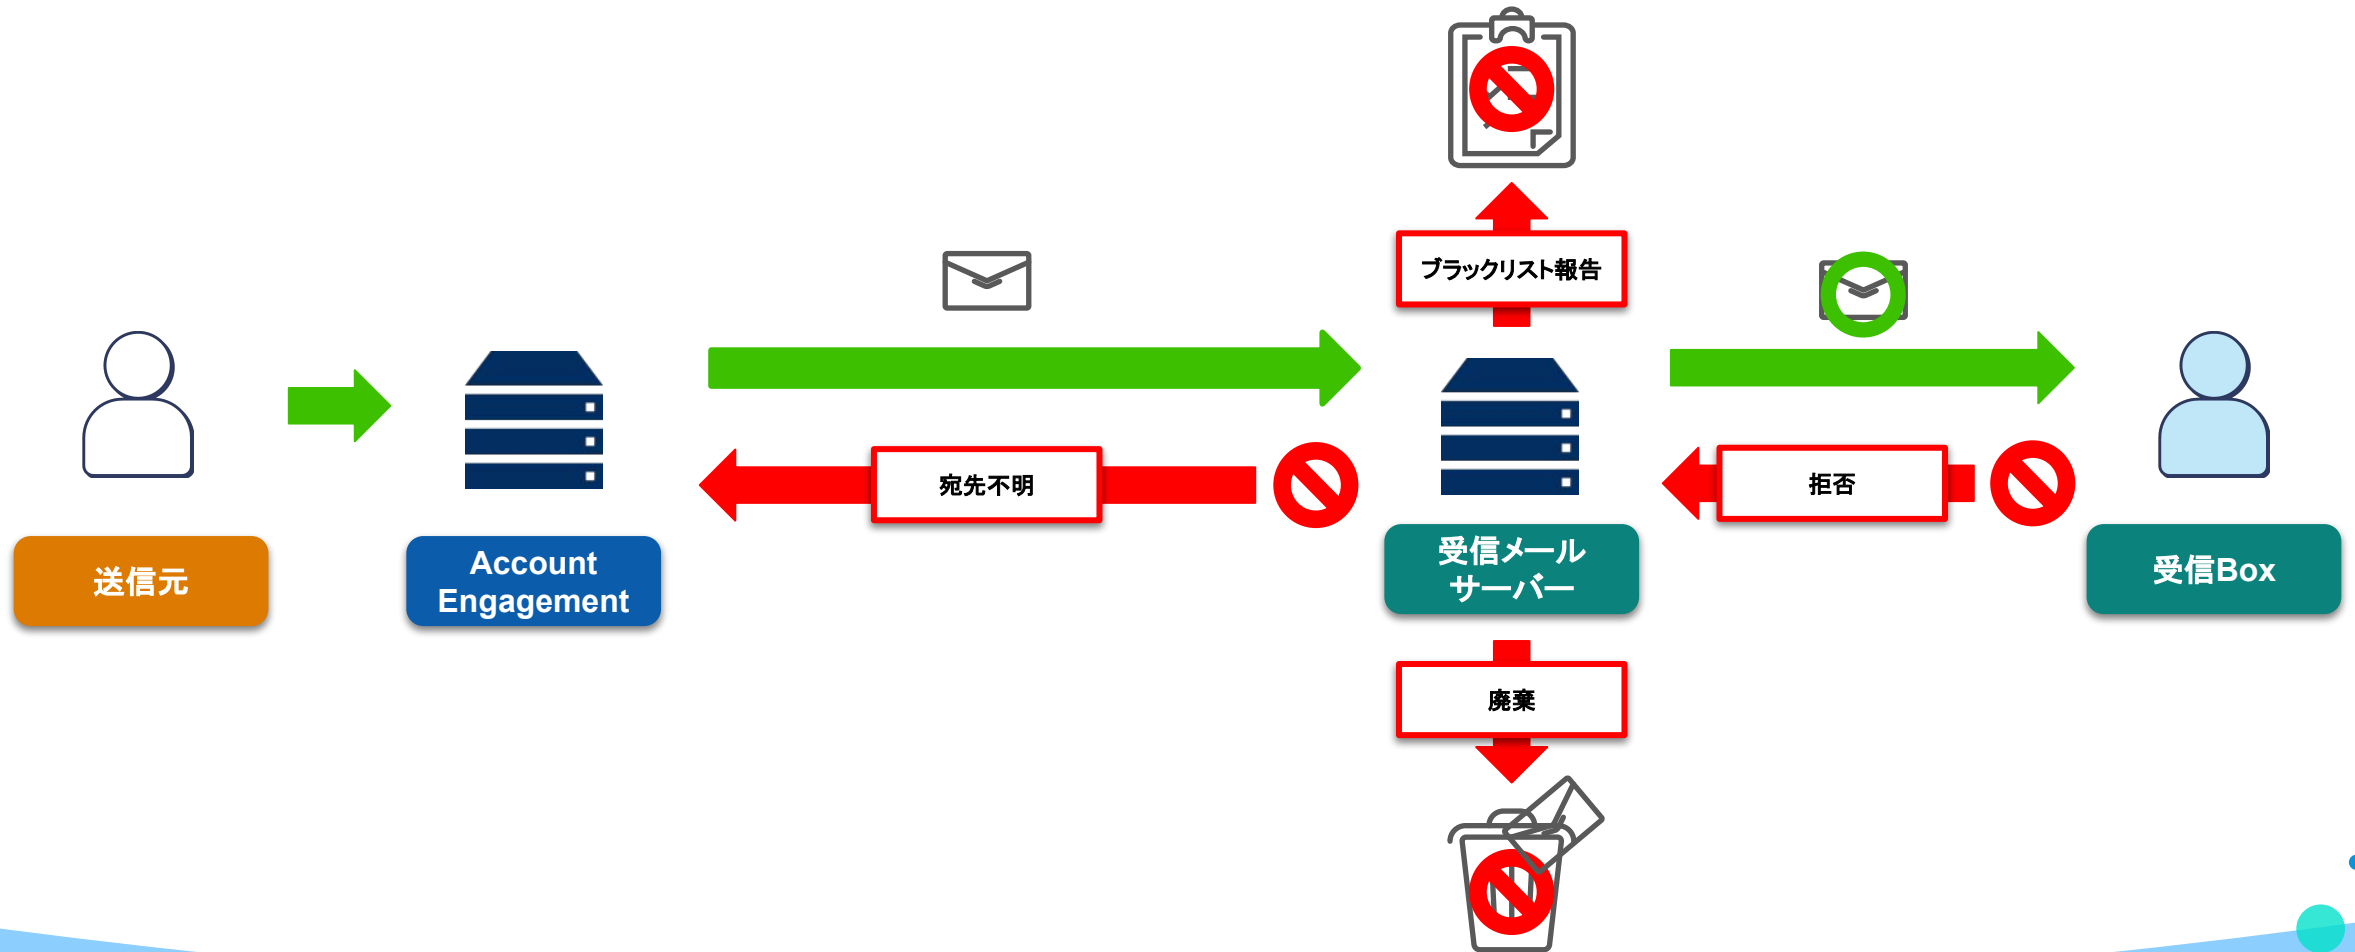 ブラックリスト報告
宛先不明
拒否
送信元
Account
Engagement
受信メール
サーバー
受信Box
廃棄